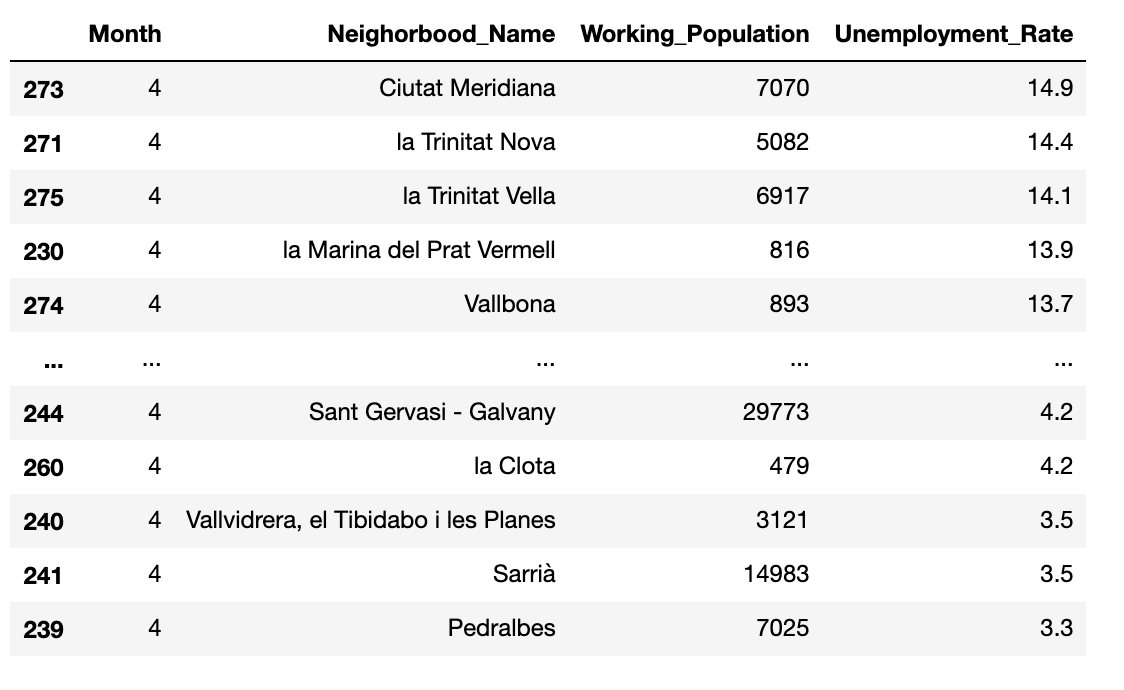 Month Neighorbood_Name Working_Population Unemployment_Rate
273 4 Ciutat Meridiana 7070 14.9
271 4 la Trinitat Nova 5082 14.4
275 4 la Trinitat Vella 6917 14.1
230 4 la Marina del Prat Vermell 816 13.9
274 4 Vallbona 893 13.7
... ... ... ... ...
244 4 Sant Gervasi - Galvany 29773 4.2
260 4 la Clota 479 4.2
240 4 Vallvidrera, el Tibidabo i les Planes 3121 3.5
241 4 Sarrià 14983 3.5
239 4 Pedralbes 7025 3.3